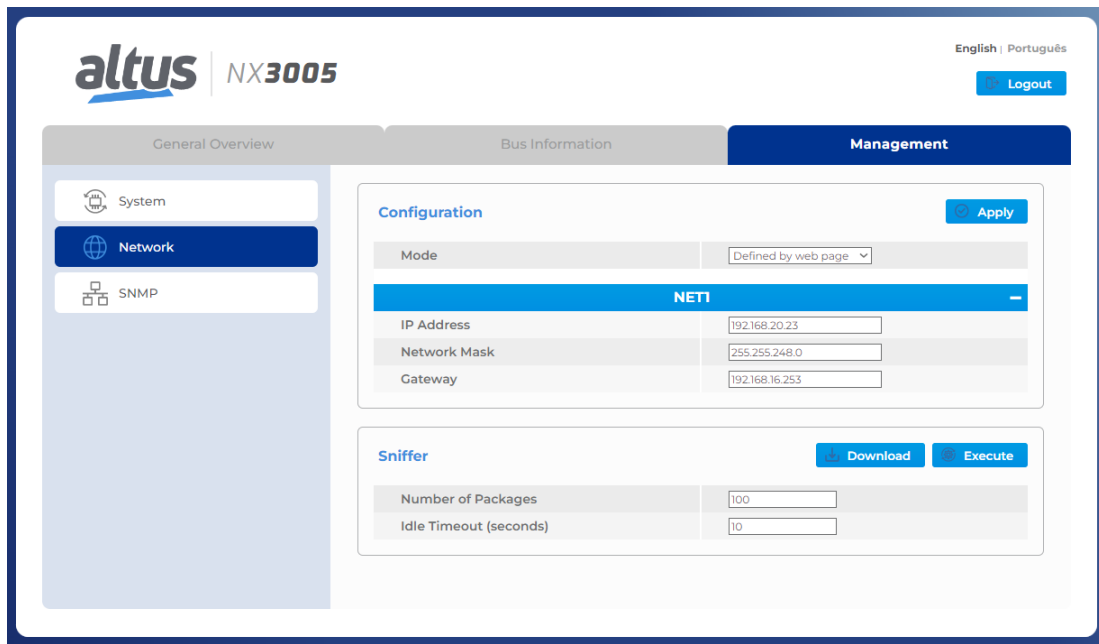 altus NX3005
English | Português
Logout
General Overview
Bus Information
Management
System
Network
SNMP
Configuration
Apply
Mode Defined by web page
NET1
IP Address 192.168.20.23
Network Mask 255.255.248.0
Gateway 192.168.16.253
Sniffer
Download
Execute
Number of Packages 100
Idle Timeout (seconds) 10